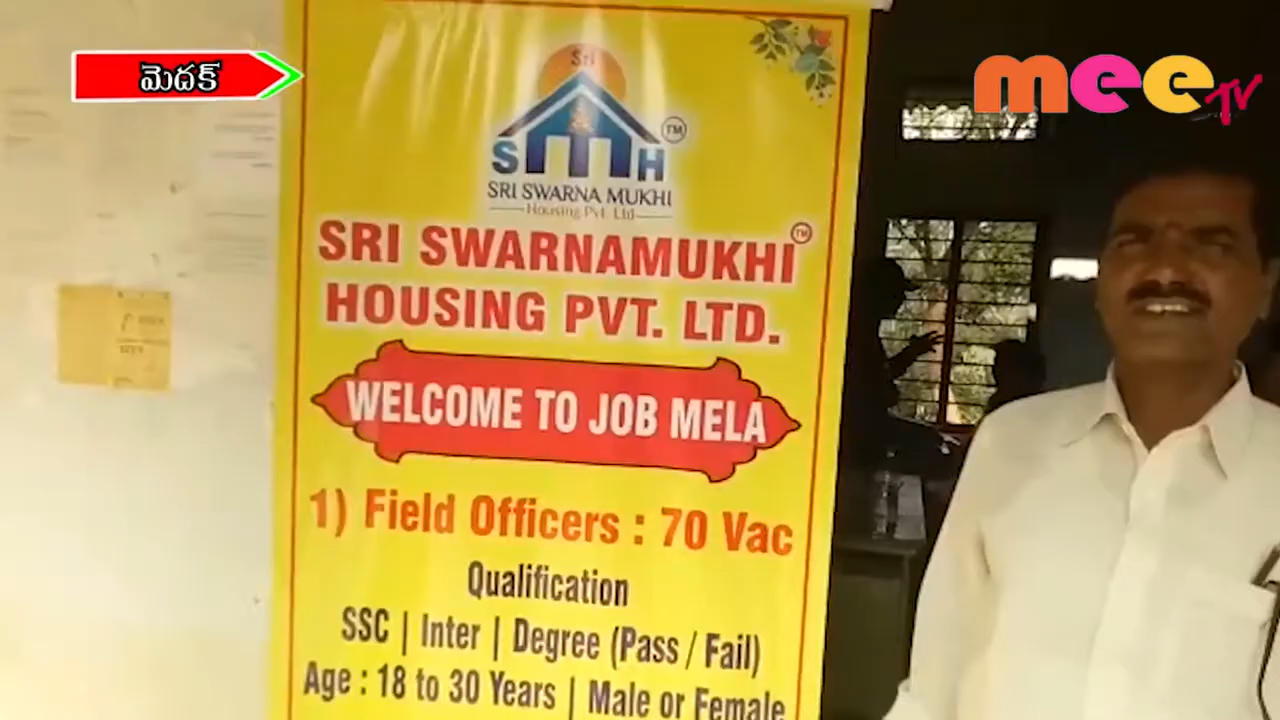 మెదక్
mee TV
Sri
S H TM
SRI SWARNA MUKHI
Housing Pvt. Ltd
SRI SWARNAMUKHI TM
HOUSING PVT. LTD.
WELCOME TO JOB MELA
1) Field Officers : 70 Vac
Qualification
SSC | Inter | Degree (Pass / Fail)
Age : 18 to 30 Years | Male or Female